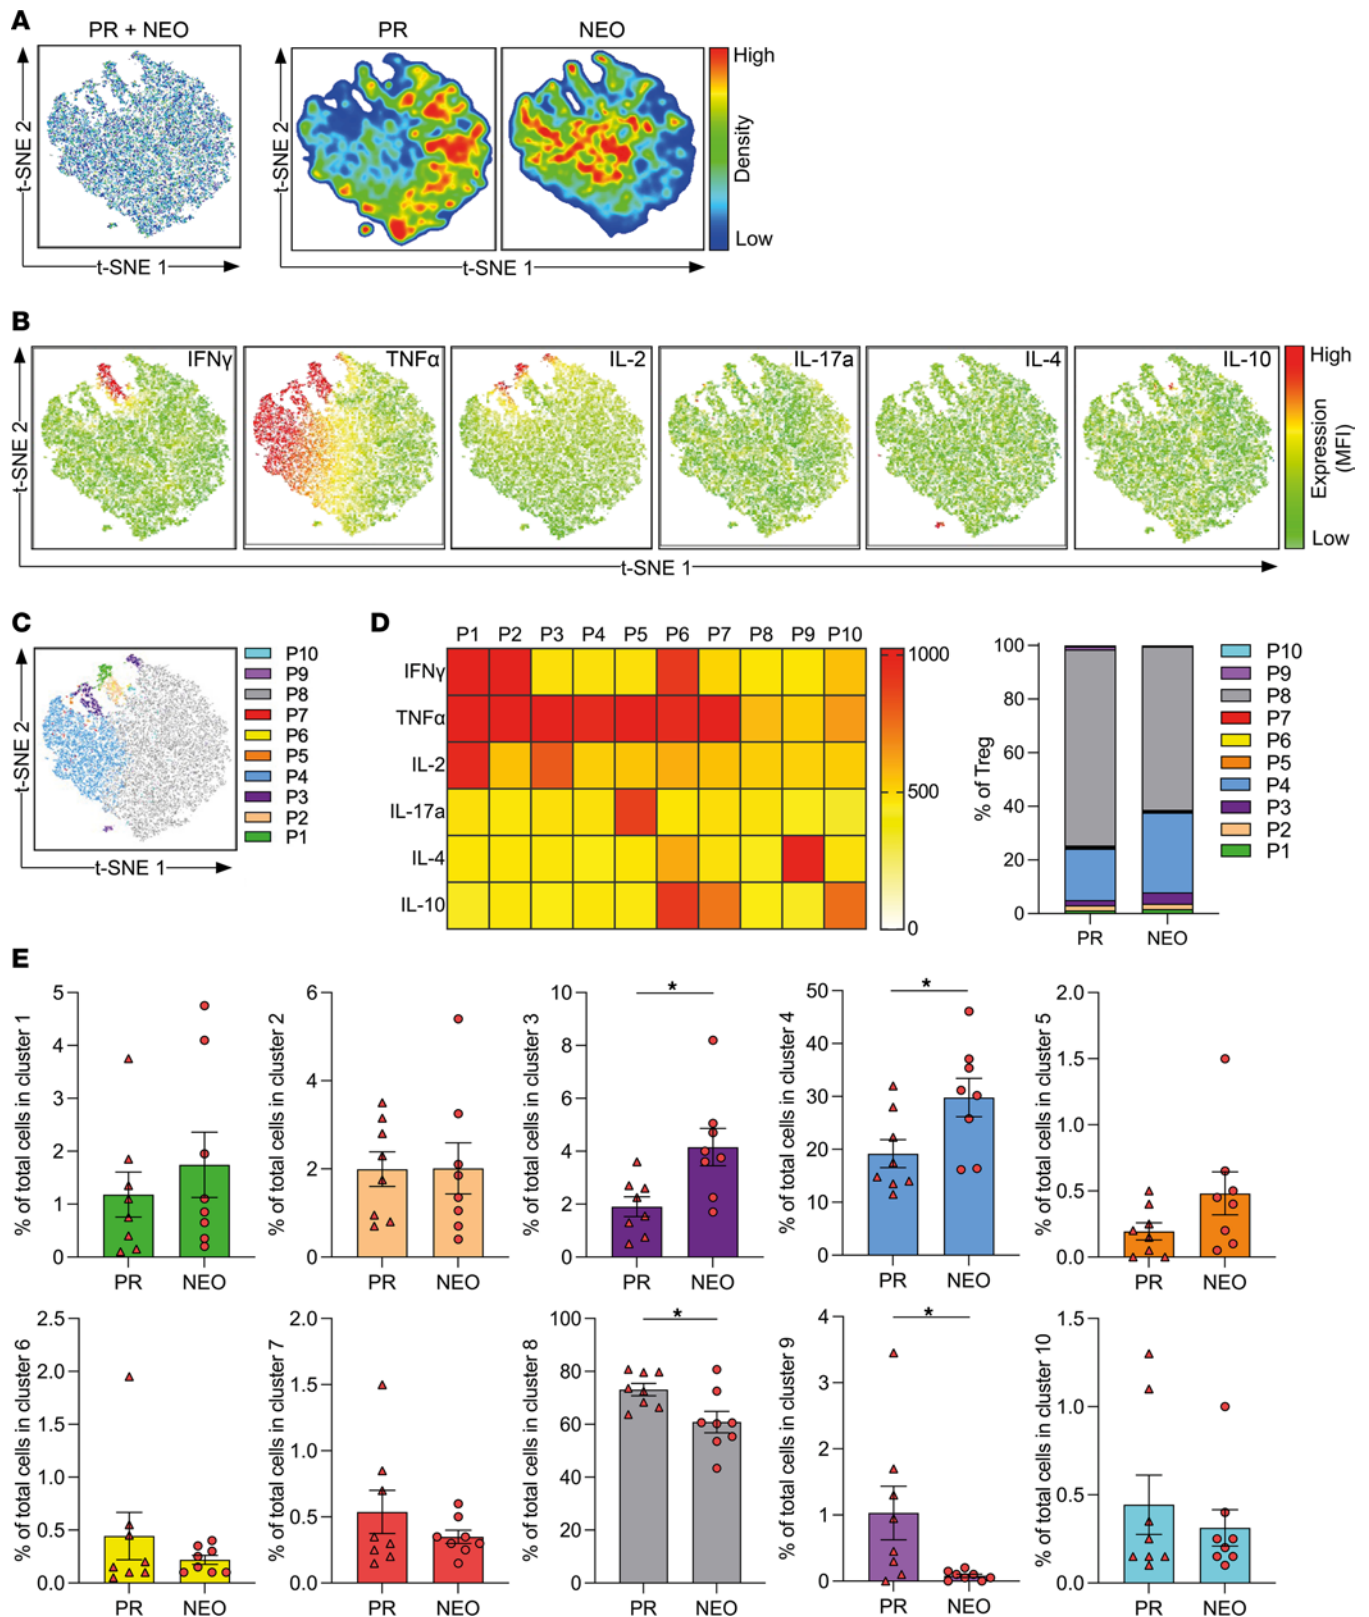 A
PR + NEO
PR
NEO
t-SNE 2
t-SNE 1
t-SNE 2
t-SNE 1
High
Density
Low
B
IFNγ
TNFα
IL-2
IL-17a
IL-4
IL-10
t-SNE 2
t-SNE 1
High
Expression
(MFI)
Low
C
t-SNE 2
t-SNE 1
P10
P9
P8
P7
P6
P5
P4
P3
P2
P1
D
P1 P2 P3 P4 P5 P6 P7 P8 P9 P10
IFNγ
TNFα
IL-2
IL-17a
IL-4
IL-10
1000
500
0
% of Treg
100
80
60
40
20
0
PR NEO
P10
P9
P8
P7
P6
P5
P4
P3
P2
P1
E
% of total cells in cluster 1
5
4
3
2
1
0
PR NEO
% of total cells in cluster 2
6
4
2
0
PR NEO
% of total cells in cluster 3
10
8
6
4
2
0
*
PR NEO
% of total cells in cluster 4
50
40
30
20
10
0
*
PR NEO
% of total cells in cluster 5
2.0
1.5
1.0
0.5
0.0
PR NEO
% of total cells in cluster 6
2.5
2.0
1.5
1.0
0.5
0.0
PR NEO
% of total cells in cluster 7
2.0
1.5
1.0
0.5
0.0
PR NEO
% of total cells in cluster 8
100
80
60
40
20
0
*
PR NEO
% of total cells in cluster 9
4
3
2
1
0
*
PR NEO
% of total cells in cluster 10
1.5
1.0
0.5
0.0
PR NEO